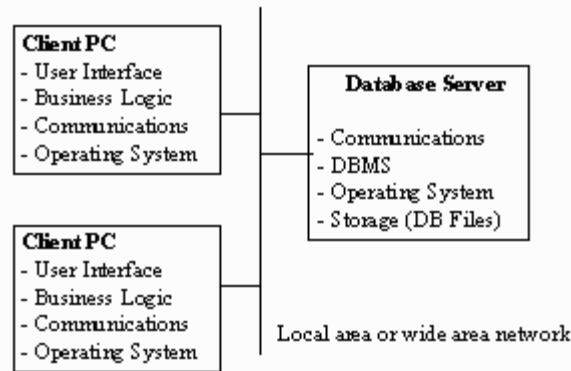 Client PC
- User Interface
- Business Logic
- Communications
- Operating System
Database Server
- Communications
- DBMS
- Operating System
- Storage (DB Files)
Client PC
- User Interface
- Business Logic
- Communications
- Operating System
Local area or wide area network